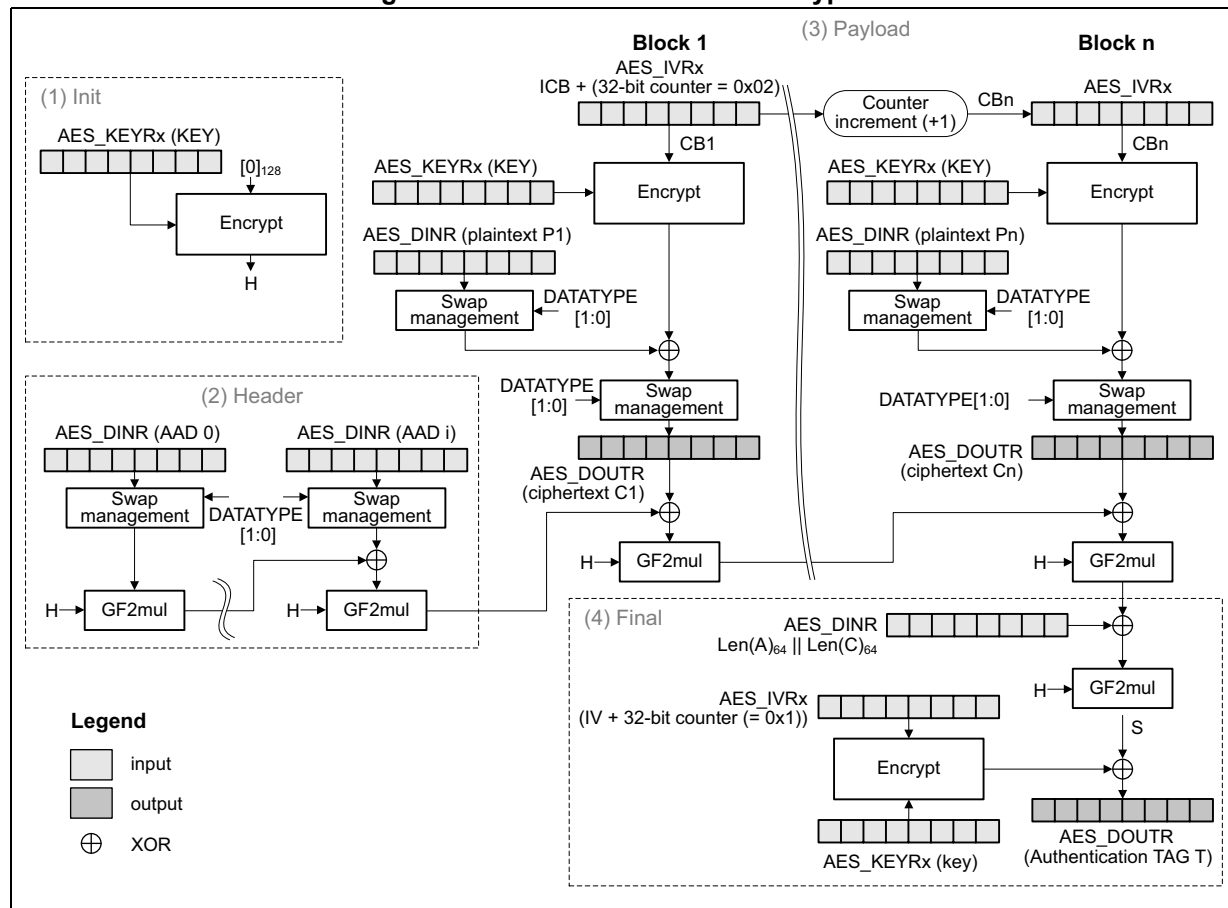 (3) Payload
Block 1
Block n
(1) Init
AES_KEYRx (KEY)
[0]128
Encrypt
H
AES_IVRx
ICB + (32-bit counter = 0x02)
CB1
Counter
increment (+1)
CBn
AES_IVRx
CBn
AES_KEYRx (KEY)
Encrypt
AES_DINR (plaintext P1)
Swap
management
DATATYPE
[1:0]
DATATYPE
[1:0]
Swap
management
AES_DOUTR
(ciphertext C1)
H
GF2mul
AES_KEYRx (KEY)
Encrypt
AES_DINR (plaintext Pn)
Swap
management
DATATYPE
[1:0]
DATATYPE[1:0]
Swap
management
AES_DOUTR
(ciphertext Cn)
H
GF2mul
(2) Header
AES_DINR (AAD 0)
AES_DINR (AAD i)
Swap
management
DATATYPE
[1:0]
Swap
management
H
GF2mul
H
GF2mul
(4) Final
AES_DINR
Len(A)64 || Len(C)64
H
GF2mul
S
AES_IVRx
(IV + 32-bit counter (= 0x1))
Encrypt
AES_KEYRx (key)
AES_DOUTR
(Authentication TAG T)
Legend
input
output
XOR